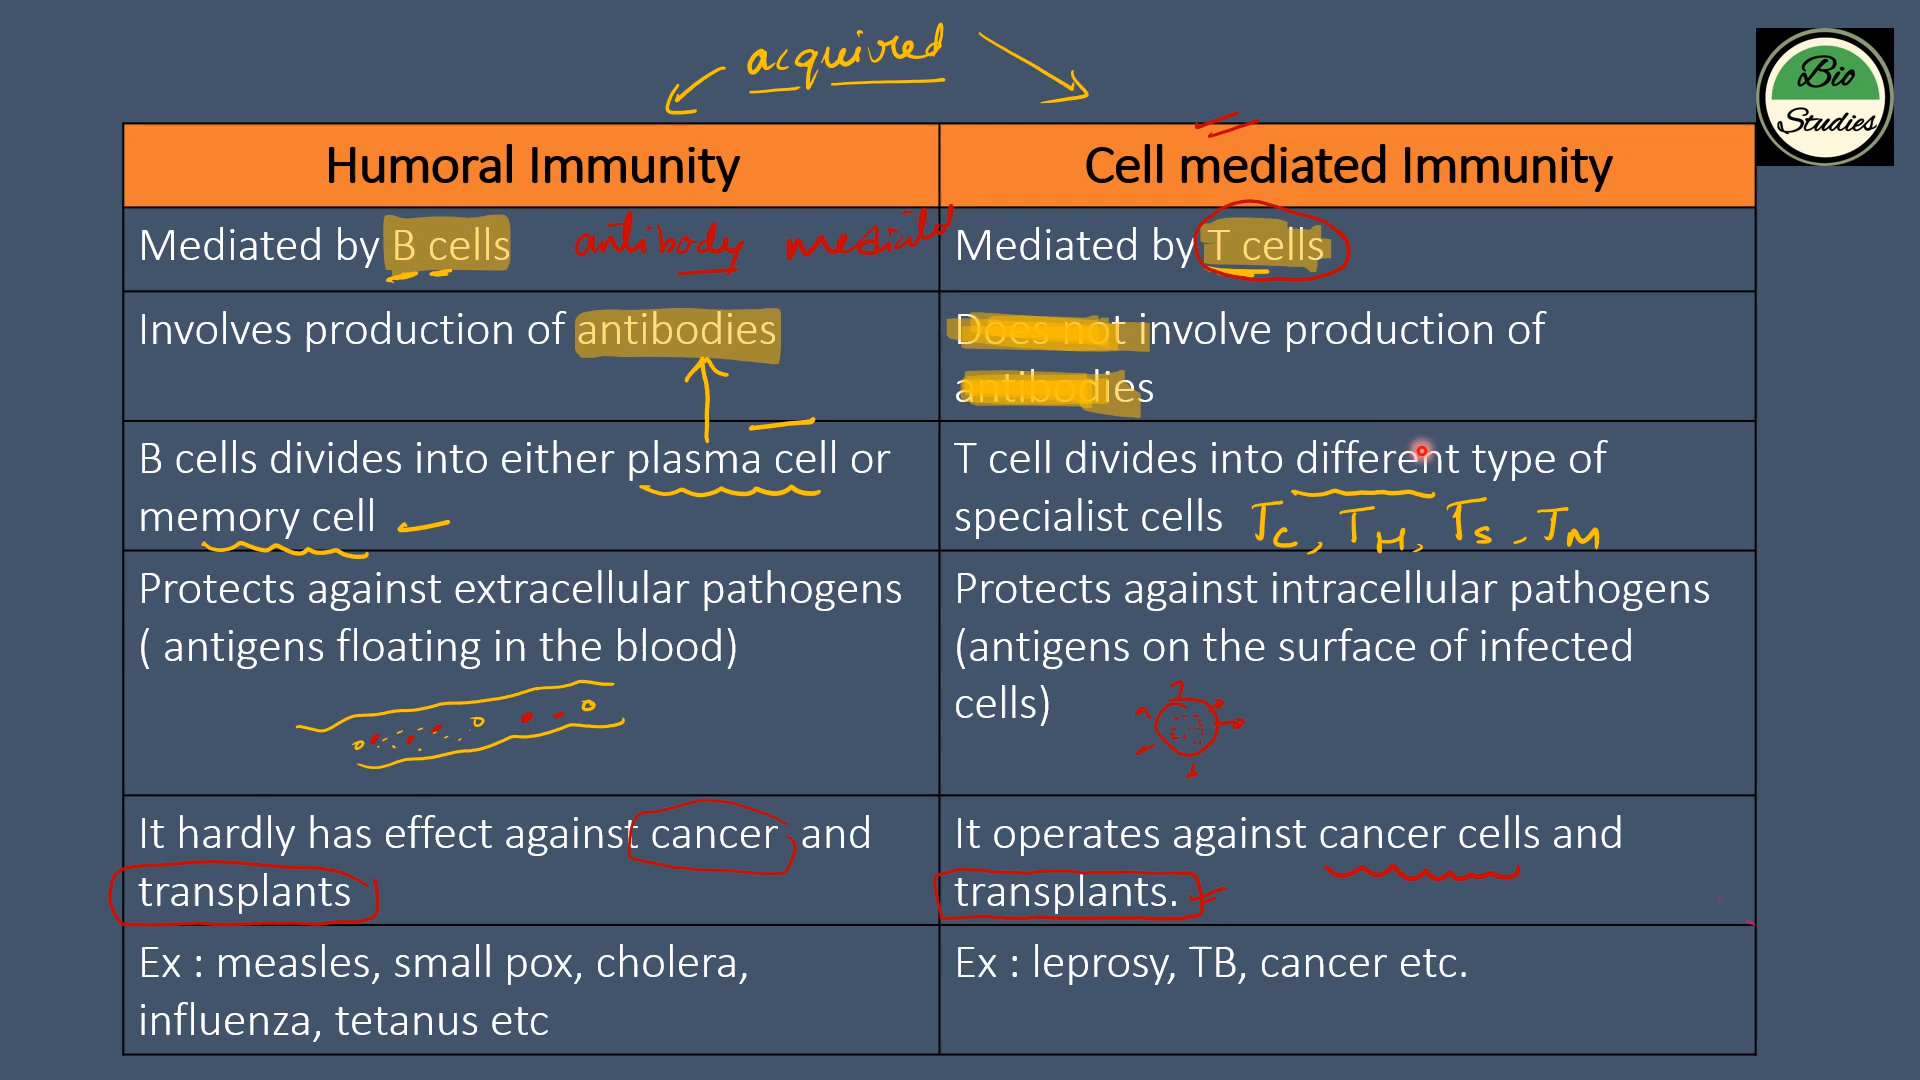 acquired
Bio
Studies
Humoral Immunity
Cell mediated Immunity
Mediated by B cells antibody mediated
Mediated by T cells
Involves production of antibodies
Does not involve production of
antibodies
B cells divides into either plasma cell or
memory cell
T cell divides into different type of
specialist cells TC, TH, TS, TM
Protects against extracellular pathogens
( antigens floating in the blood)
Protects against intracellular pathogens
(antigens on the surface of infected
cells)
It hardly has effect against cancer and
transplants
It operates against cancer cells and
transplants.
Ex : measles, small pox, cholera,
influenza, tetanus etc
Ex : leprosy, TB, cancer etc.